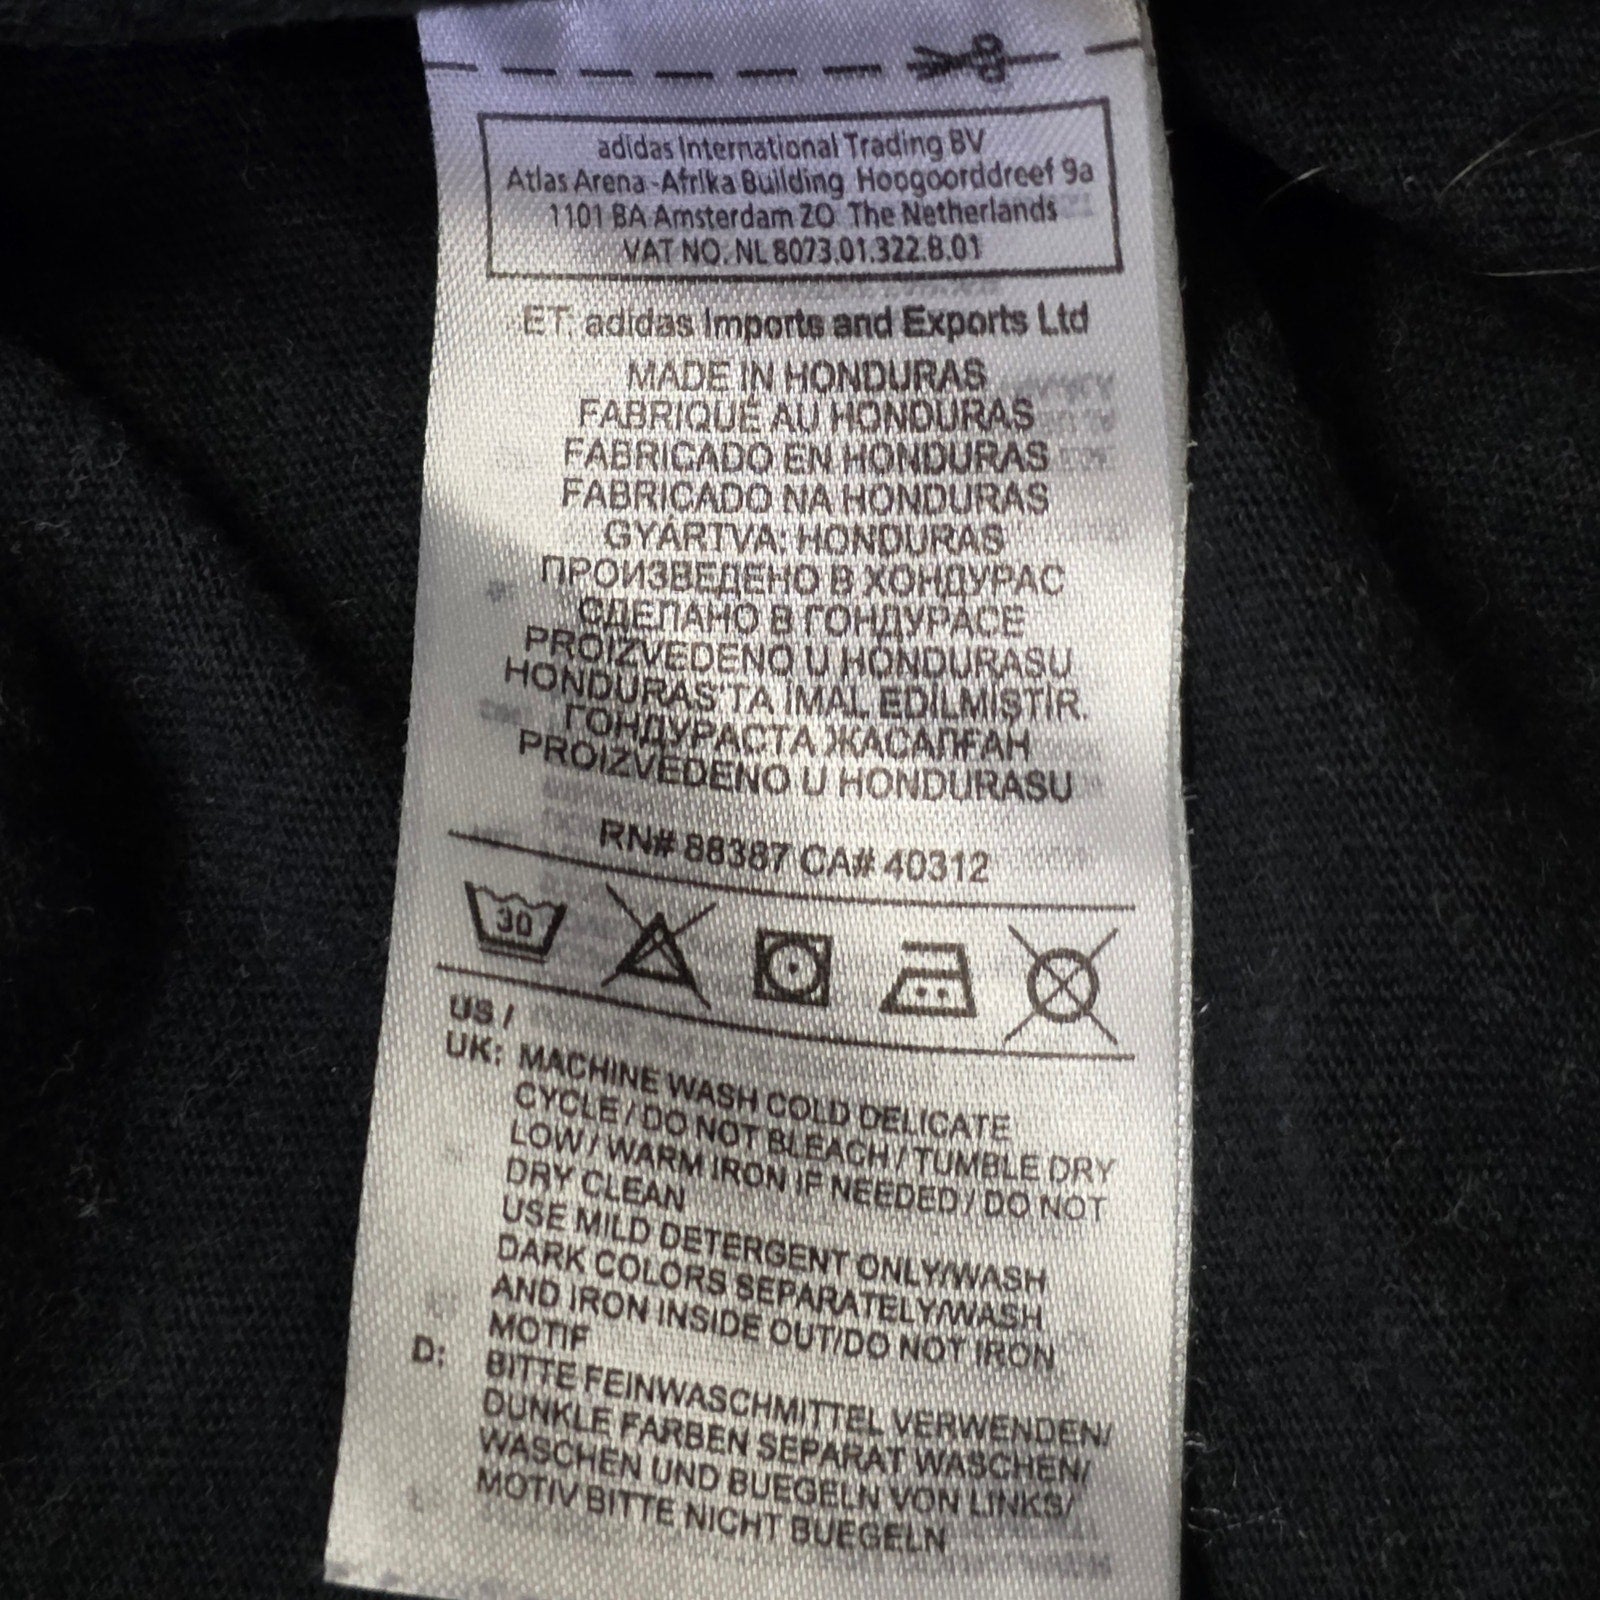 adidas International Trading BV
Atlas Arena-Afrika Building Hoogoorddreef 9a
1101 BA Amsterdam ZO The Netherlands
VAT NO. NL 8073.01.322.B.01
ET: adidas Imports and Exports Ltd
MADE IN HONDURAS
FABRIQUÉ AU HONDURAS
FABRICADO EN HONDURAS
FABRICADO NA HONDURAS
GYÁRTVA: HONDURAS
ПРОИЗВЕДЕНО В ХОНДУРАС
СДЕЛАНО В ГОНДУРАСЕ
PROIZVEDENO U HONDURASU
HONDURAS'TA İMAL EDİLMİŞTİR.
ГОНДУРАСТА ЖАСАЛҒАН
PROIZVEDENO U HONDURASU
RN# 88387 CA# 40312
30
US /
UK: MACHINE WASH COLD DELICATE
CYCLE / DO NOT BLEACH / TUMBLE DRY
LOW / WARM IRON IF NEEDED / DO NOT
DRY CLEAN
USE MILD DETERGENT ONLY/WASH
DARK COLORS SEPARATELY/WASH
AND IRON INSIDE OUT/DO NOT IRON
MOTIF
D: BITTE FEINWASCHMITTEL VERWENDEN/
DUNKLE FARBEN SEPARAT WASCHEN/
WASCHEN UND BUEGELN VON LINKS/
MOTIV BITTE NICHT BUEGELN